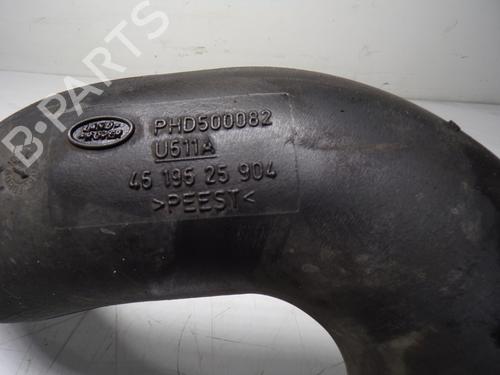 B-PARTS
PHD500082
U511A
45 195 25 904
>PEEST<